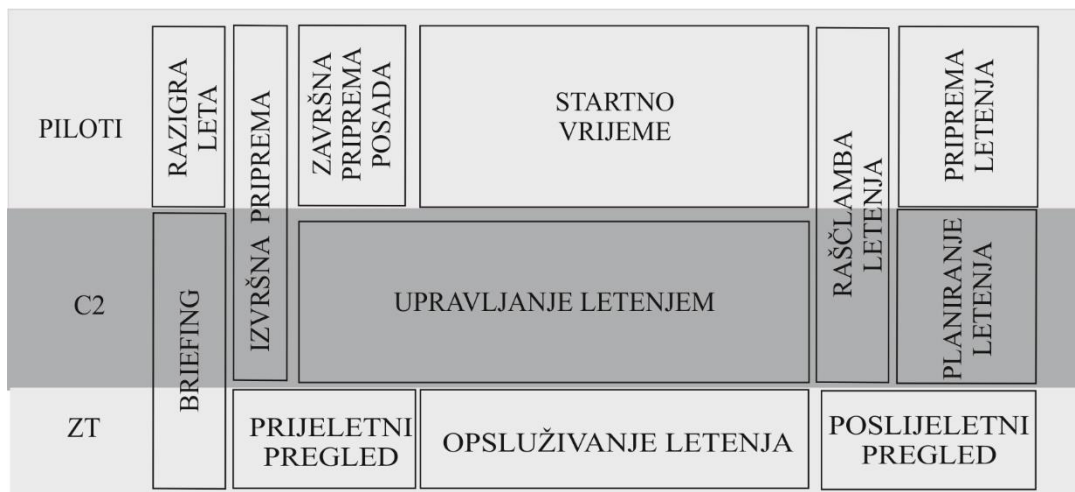 PILOTI
RAZIGRA
LETA
IZVRŠNA PRIPREMA
ZAVRŠNA
PRIPREMA
POSADA
STARTNO
VRIJEME
RAŠČLAMBA
LETENJA
PRIPREMA
LETENJA
C2
BRIEFING
UPRAVLJANJE LETENJEM
PLANIRANJE
LETENJA
ZT
PRIJELETNI
PREGLED
OPSLUŽIVANJE LETENJA
POSLIJELETNI
PREGLED